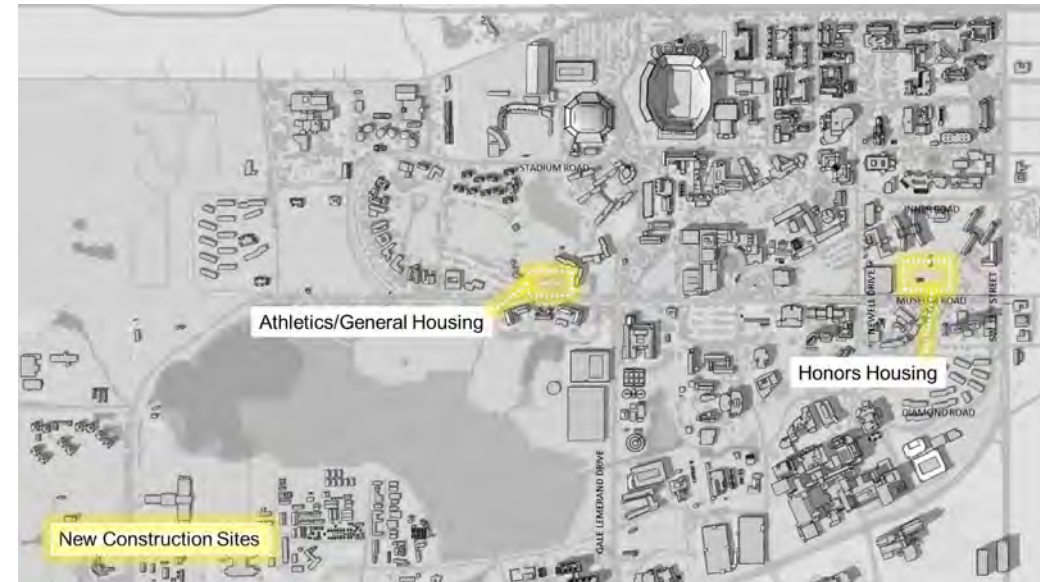 STADIUM ROAD
INNER ROAD
NEWELL DRIVE
MUSEUM ROAD
Athletics/General Housing
Honors Housing
DIAMOND ROAD
GALE LEMERAND DRIVE
New Construction Sites
STREET